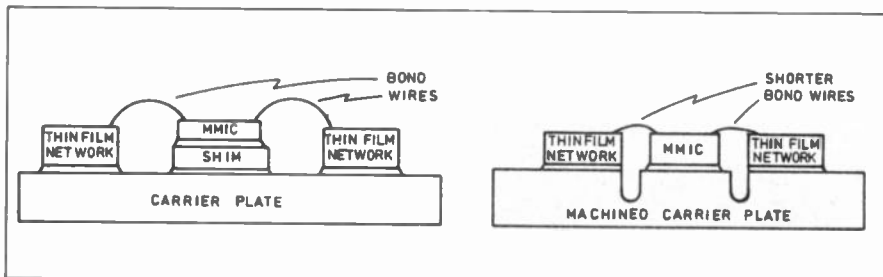 BOND
WIRES
MMIC
THIN FILM
NETWORK
SHIM
THIN FILM
NETWORK
CARRIER PLATE
SHORTER
BOND WIRES
THIN FILM
NETWORK
MMIC
THIN FILM
NETWORK
MACHINED CARRIER PLATE